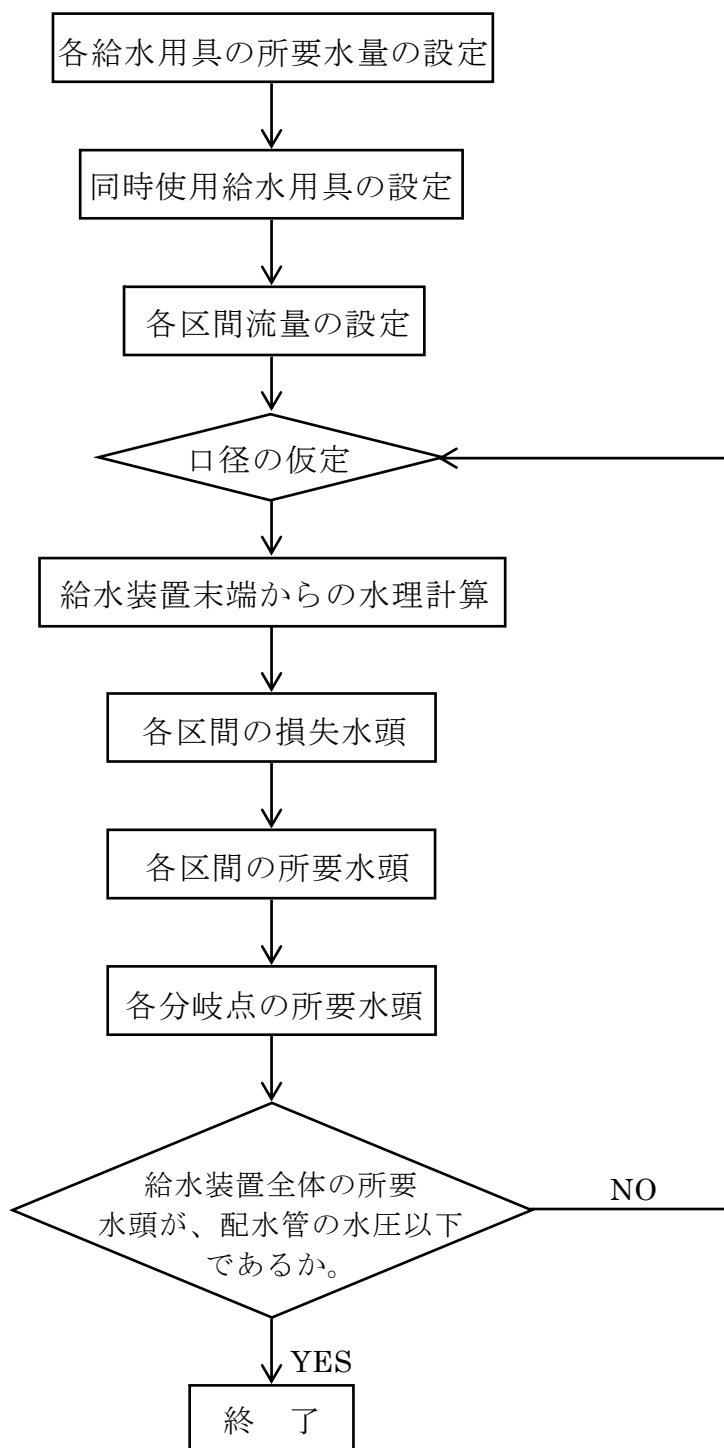 各給水用具の所要水量の設定
同時使用給水用具の設定
各区間流量の設定
口径の仮定
給水装置末端からの水理計算
各区間の損失水頭
各区間の所要水頭
各分岐点の所要水頭
給水装置全体の所要
水頭が、配水管の水圧以下
であるか。
NO
YES
終　了